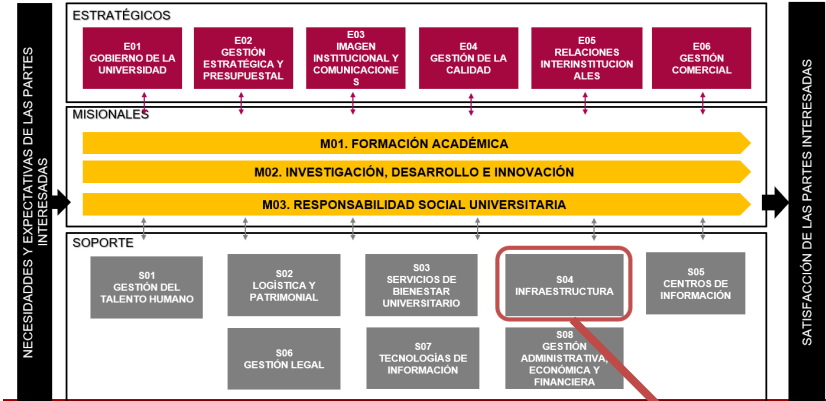 NECESIDADDES Y EXPECTATIVAS DE LAS PARTES
INTERESADAS
ESTRATÉGICOS
E01
GOBIERNO DE LA
UNIVERSIDAD
E02
GESTIÓN
ESTRATÉGICA Y
PRESUPUESTAL
E03
IMAGEN
INSTITUCIONAL Y
COMUNICACIONE
S
E04
GESTIÓN DE LA
CALIDAD
E05
RELACIONES
INTERINSTITUCIO
NALES
E06
GESTIÓN
COMERCIAL
MISIONALES
M01. FORMACIÓN ACADÉMICA
M02. INVESTIGACIÓN, DESARROLLO E INNOVACIÓN
M03. RESPONSABILIDAD SOCIAL UNIVERSITARIA
SOPORTE
S01
GESTIÓN DEL
TALENTO HUMANO
S02
LOGÍSTICA Y
PATRIMONIAL
S03
SERVICIOS DE
BIENESTAR
UNIVERSITARIO
S04
INFRAESTRUCTURA
S05
CENTROS DE
INFORMACIÓN
S06
GESTIÓN LEGAL
S07
TECNOLOGÍAS DE
INFORMACIÓN
S08
GESTIÓN
ADMINISTRATIVA,
ECONÓMICA Y
FINANCIERA
SATISFACCIÓN DE LAS PARTES INTERESADAS